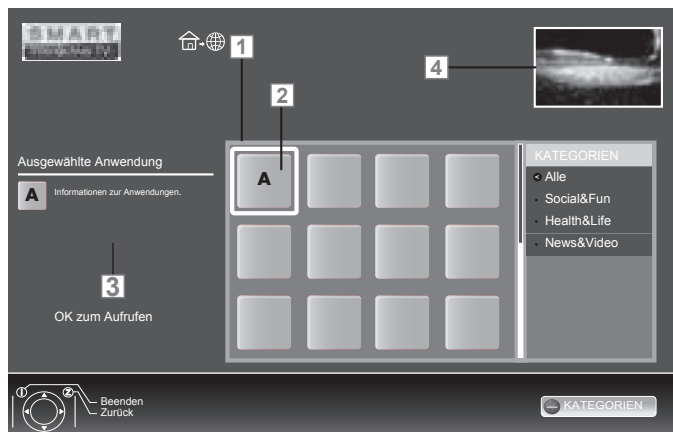 SMART
1
4
2
Ausgewählte Anwendung
A Informationen zur Anwendungen.
A
KATEGORIEN
Alle
Social&Fun
Health&Life
News&Video
3
OK zum Aufrufen
Beenden
Zurück
KATEGORIEN